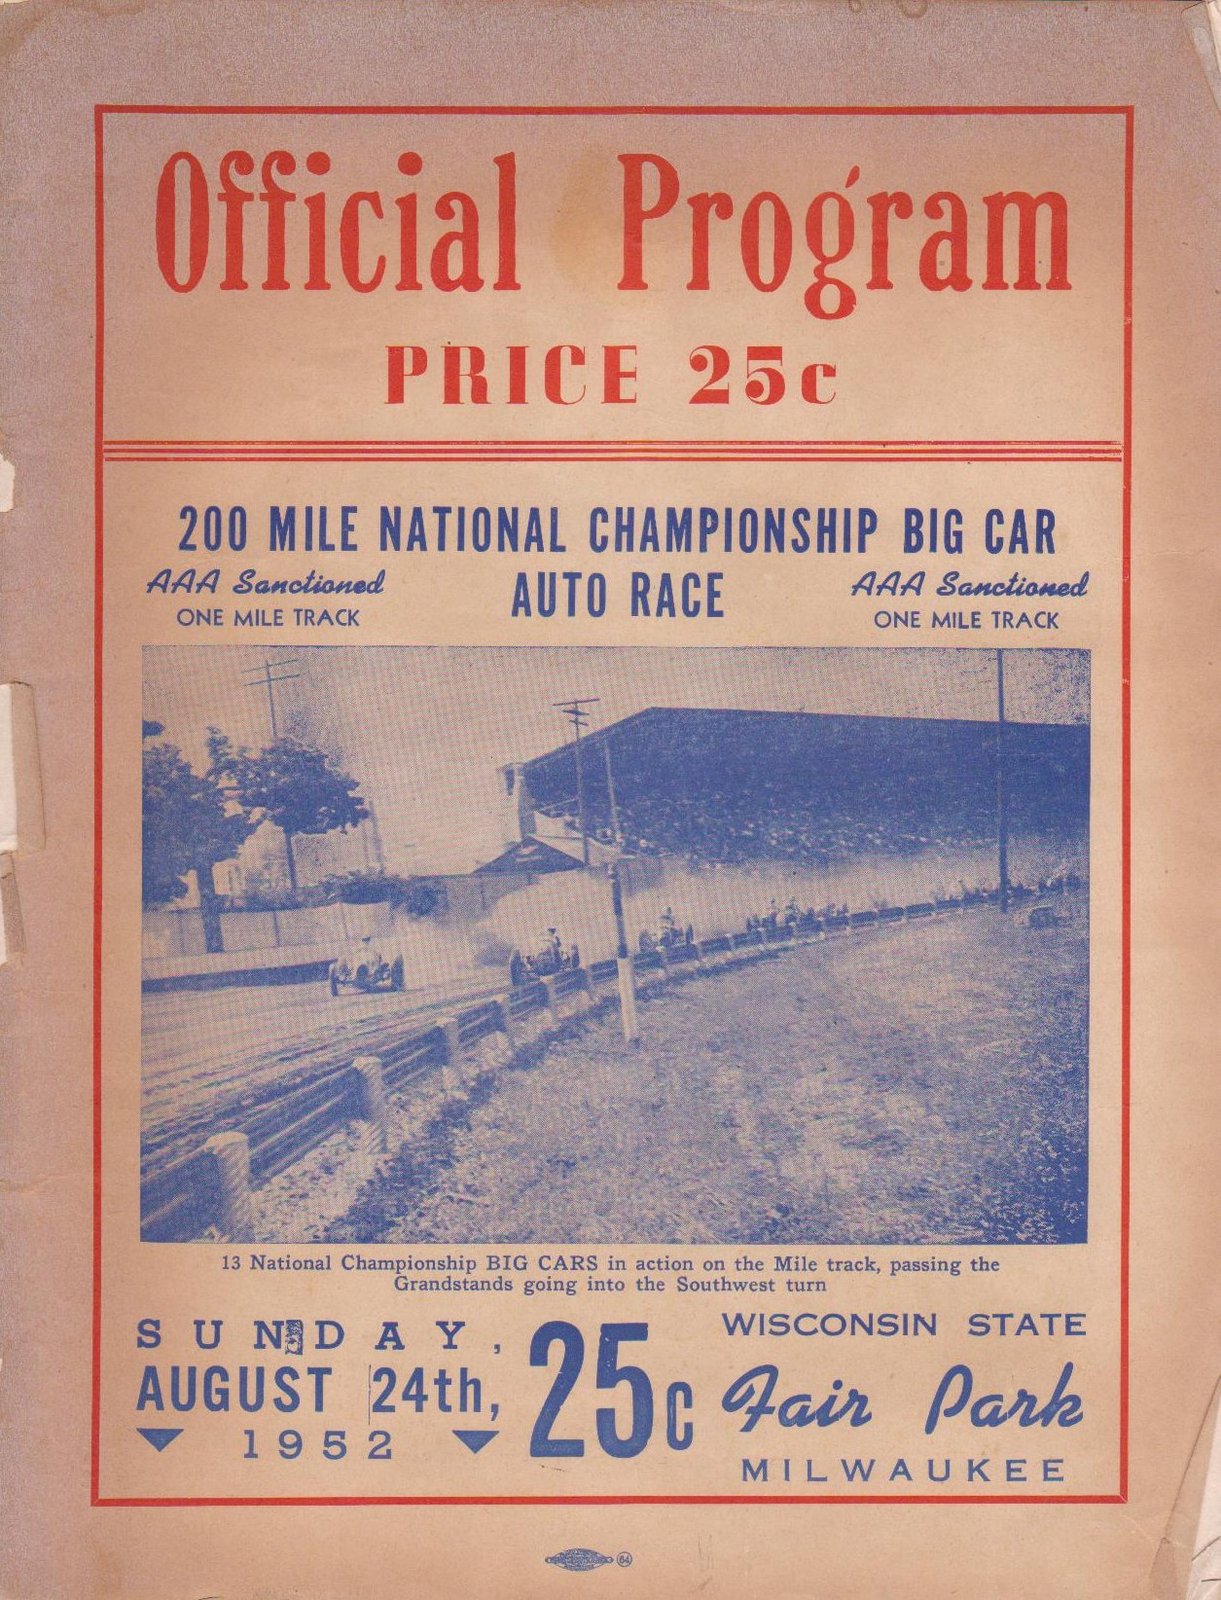 Official Program
PRICE 25c
200 MILE NATIONAL CHAMPIONSHIP BIG CAR
AUTO RACE
AAA Sanctioned
ONE MILE TRACK
AAA Sanctioned
ONE MILE TRACK
13 National Championship BIG CARS in action on the Mile track, passing the
Grandstands going into the Southwest turn
SUNDAY,
AUGUST 24th,
1952
25c
WISCONSIN STATE
Fair Park
MILWAUKEE
64